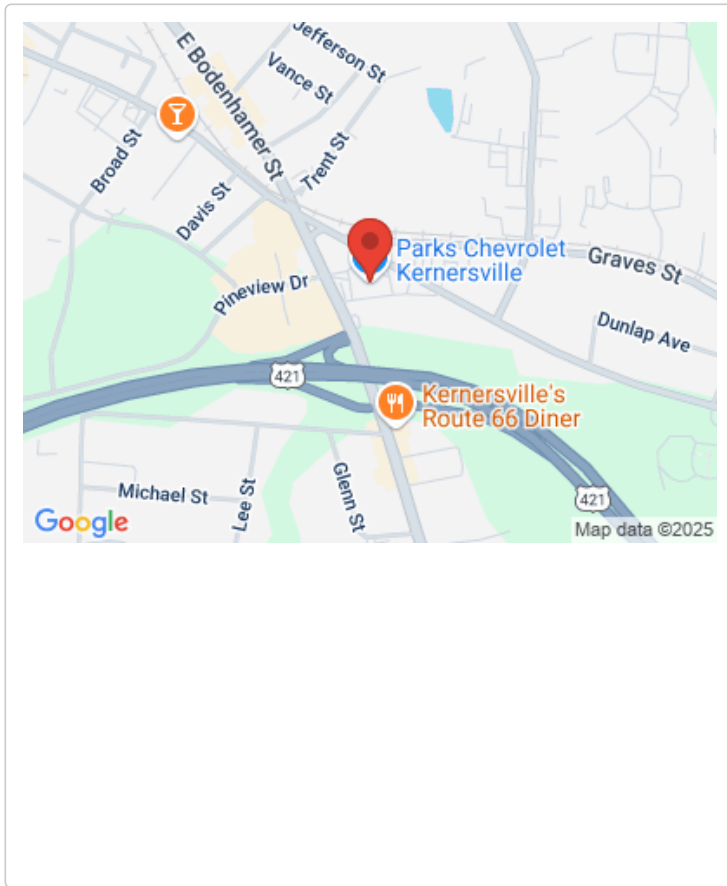 Jefferson St
E Bodenhamer St
Vance St
Broad St
Trent St
Davis St
Parks Chevrolet
Kernersville
Graves St
Pineview Dr
Dunlap Ave
421
Kernersville's
Route 66 Diner
Michael St
Lee St
Glenn St
421
Google
Map data ©2025